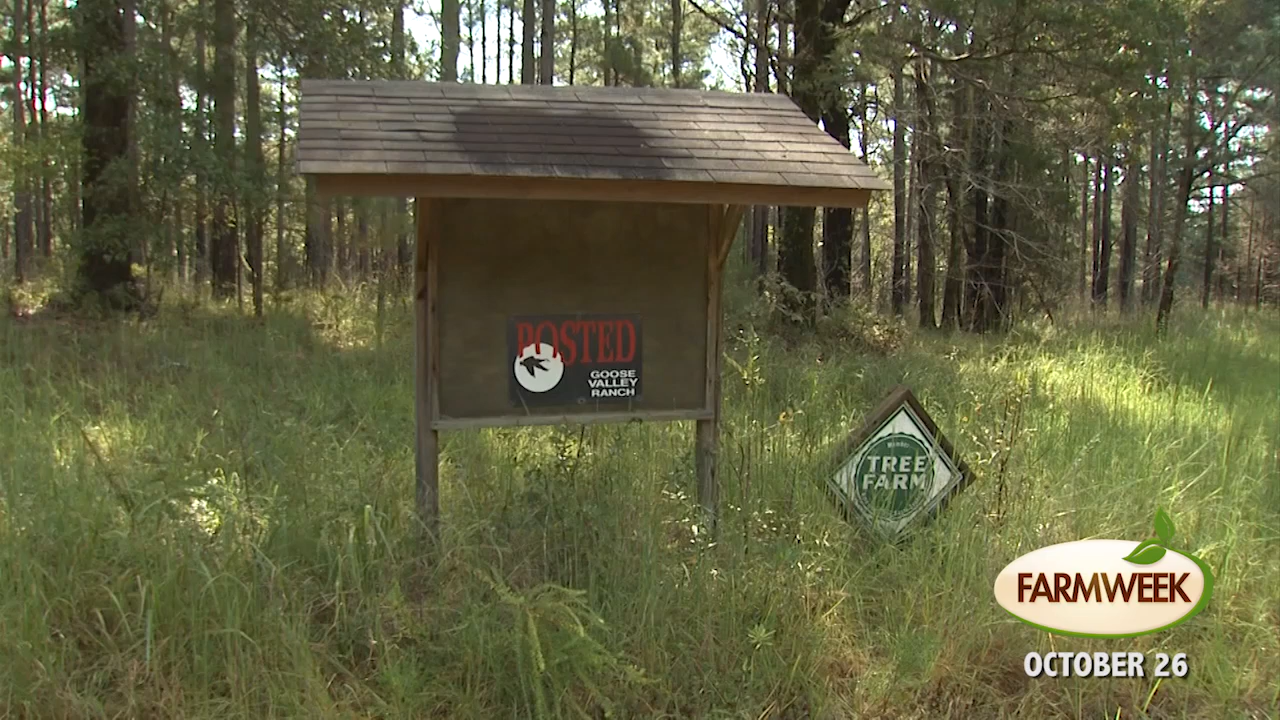 POSTED
GOOSE
VALLEY
RANCH
TREE
FARM
FARMWEEK
OCTOBER 26